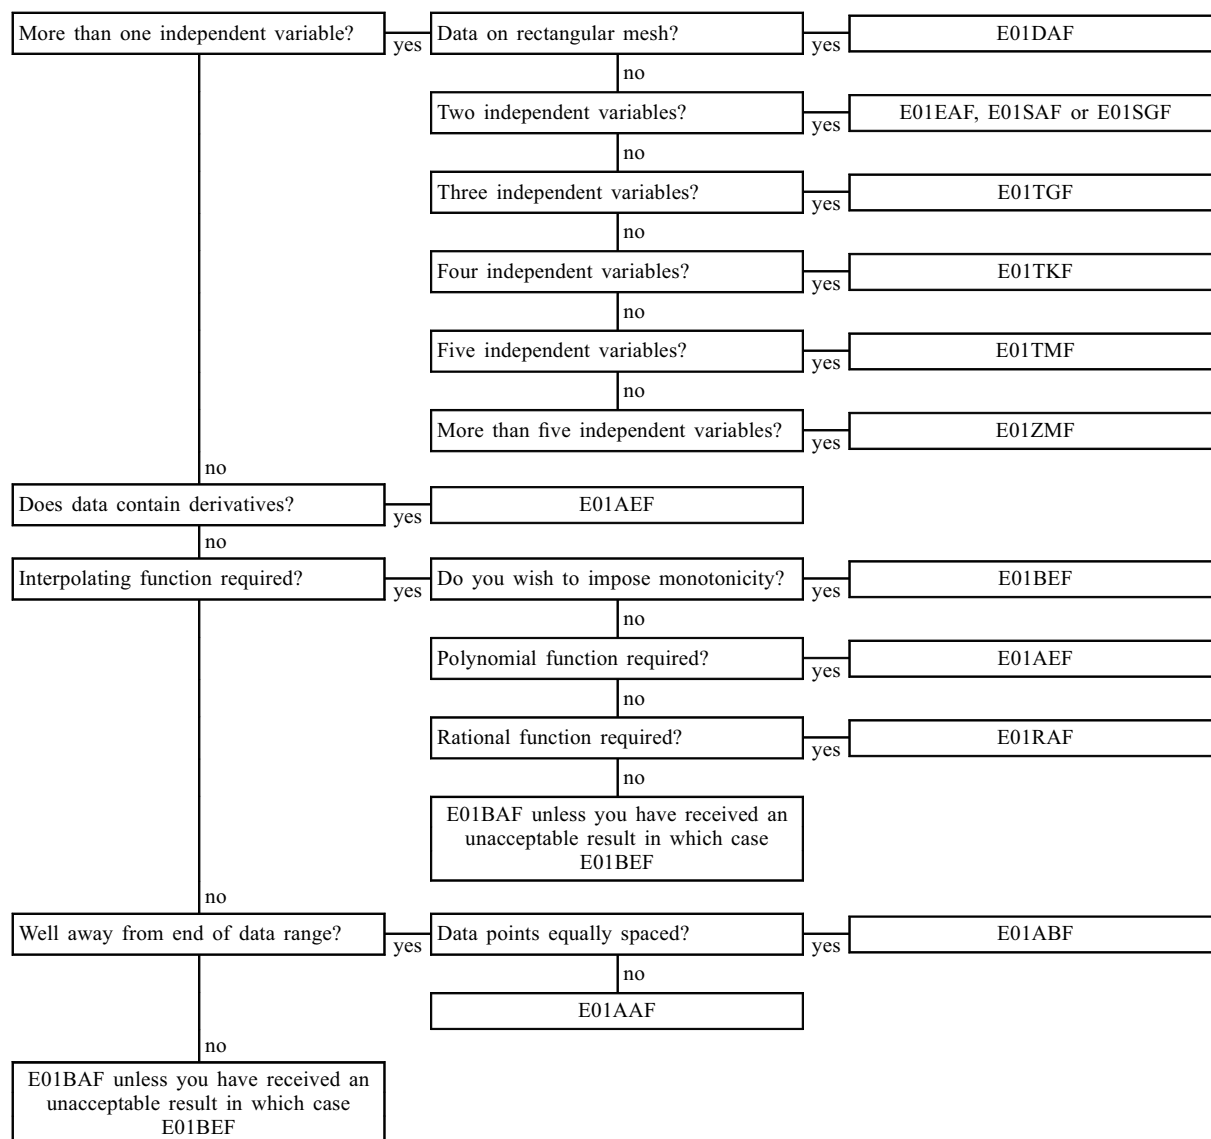 More than one independent variable?
yes
Data on rectangular mesh?
yes
E01DAF
no
Two independent variables?
yes
E01EAF, E01SAF or E01SGF
no
Three independent variables?
yes
E01TGF
no
Four independent variables?
yes
E01TKF
no
Five independent variables?
yes
E01TMF
no
More than five independent variables?
yes
E01ZMF
no
Does data contain derivatives?
yes
E01AEF
no
Interpolating function required?
yes
Do you wish to impose monotonicity?
yes
E01BEF
no
Polynomial function required?
yes
E01AEF
no
Rational function required?
yes
E01RAF
no
E01BAF unless you have received an
unacceptable result in which case
E01BEF
no
Well away from end of data range?
yes
Data points equally spaced?
yes
E01ABF
no
E01AAF
no
E01BAF unless you have received an
unacceptable result in which case
E01BEF